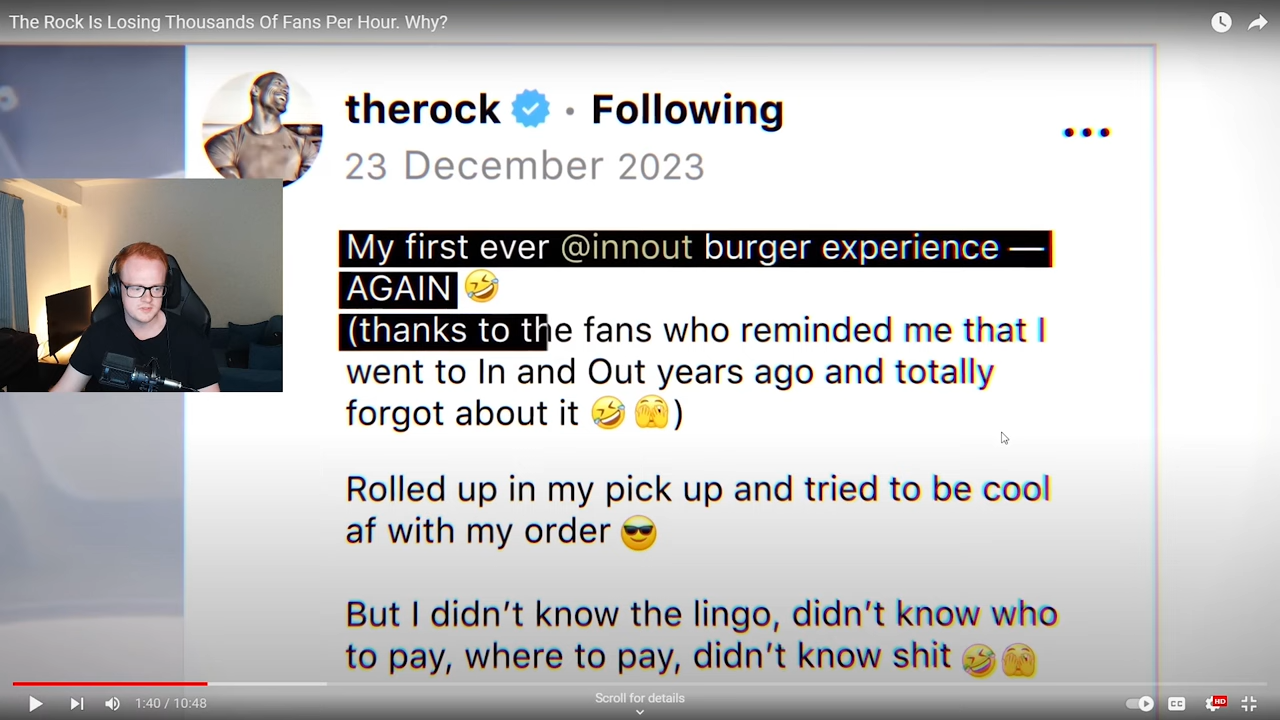 The Rock Is Losing Thousands Of Fans Per Hour. Why?
therock · Following
23 December 2023
My first ever @innout burger experience —
AGAIN 🤣
(thanks to the fans who reminded me that I
went to In and Out years ago and totally
forgot about it 🤣🫣)
Rolled up in my pick up and tried to be cool
af with my order 😎
But I didn’t know the lingo, didn’t know who
to pay, where to pay, didn’t know shit 🤣🫣
1:40 / 10:48
Scroll for details
CC
HD